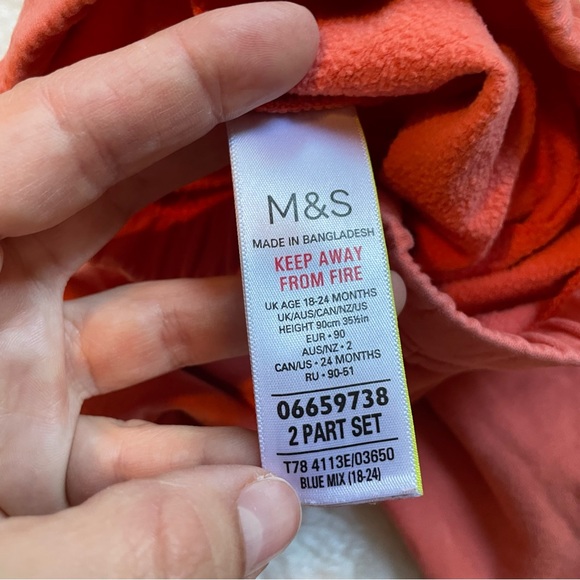 M&S
MADE IN BANGLADESH
KEEP AWAY
FROM FIRE
UK AGE 18-24 MONTHS
UK/AUS/CAN/NZ/US
HEIGHT 90cm 35½in
EUR • 90
AUS/NZ • 2
CAN/US • 24 MONTHS
RU • 90-51
06659738
2 PART SET
T78 4113E/03650
BLUE MIX (18-24)